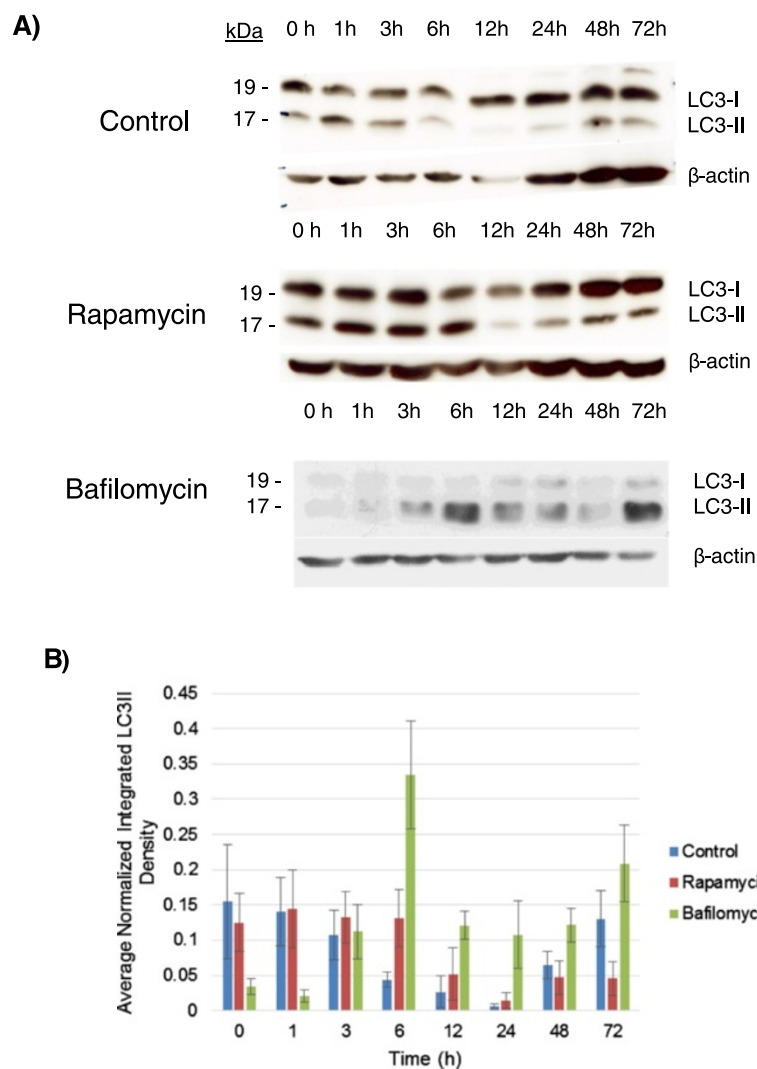 A)
kDa 0 h 1h 3h 6h 12h 24h 48h 72h
19 -
LC3-I
Control
17 -
LC3-II
β-actin
0 h 1h 3h 6h 12h 24h 48h 72h
19 -
LC3-I
Rapamycin
17 -
LC3-II
β-actin
0 h 1h 3h 6h 12h 24h 48h 72h
Bafilomycin
19 -
LC3-I
17 -
LC3-II
β-actin
B)
Average Normalized Integrated LC3II
Density
0.45
0.4
0.35
0.3
0.25
0.2
0.15
0.1
0.05
0
0 1 3 6 12 24 48 72
Time (h)
Control
Rapamyci
Bafilomyc